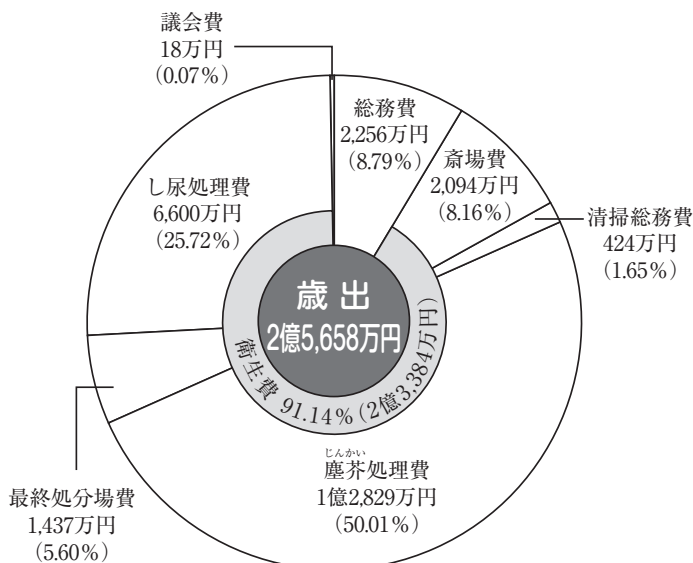 議会費
18万円
（0.07％）
総務費
2,256万円
（8.79％）
斎場費
2,094万円
（8.16％）
清掃総務費
424万円
（1.65％）
し尿処理費
6,600万円
（25.72％）
歳出
2億5,658万円
衛生費 91.14％（2億3,384万円）
じんかい
塵芥処理費
1億2,829万円
（50.01％）
最終処分場費
1,437万円
（5.60％）